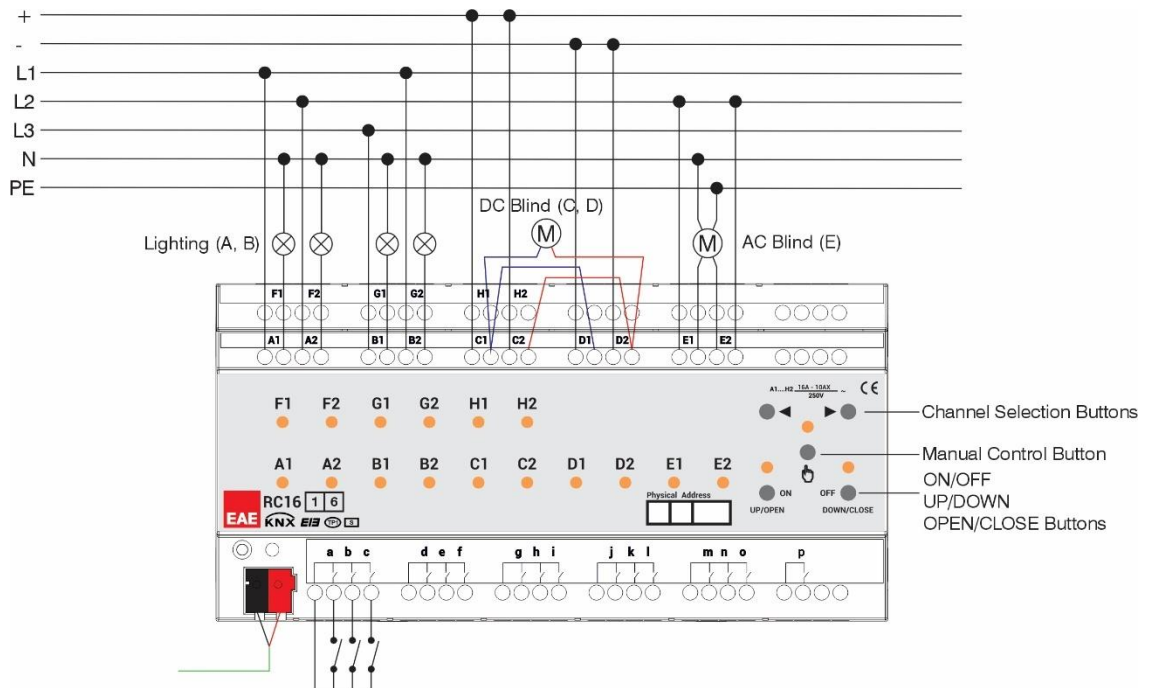 +
-
L1
L2
L3
N
PE
DC Blind (C, D)
Lighting (A, B)
M
M
AC Blind (E)
F1 F2 G1 G2 H1 H2
A1 A2 B1 B2 C1 C2 D1 D2 E1 E2
A1...H2 16A - 10AX ~
250V
CE
F1 F2 G1 G2 H1 H2
Channel Selection Buttons
Manual Control Button
A1 A2 B1 B2 C1 C2 D1 D2 E1 E2
ON/OFF
UP/DOWN
OPEN/CLOSE Buttons
EAE
RC16 1 6
KNX EIB TP1 S
Physical Address
ON
UP/OPEN
OFF
DOWN/CLOSE
a b c d e f g h i j k l m n o p